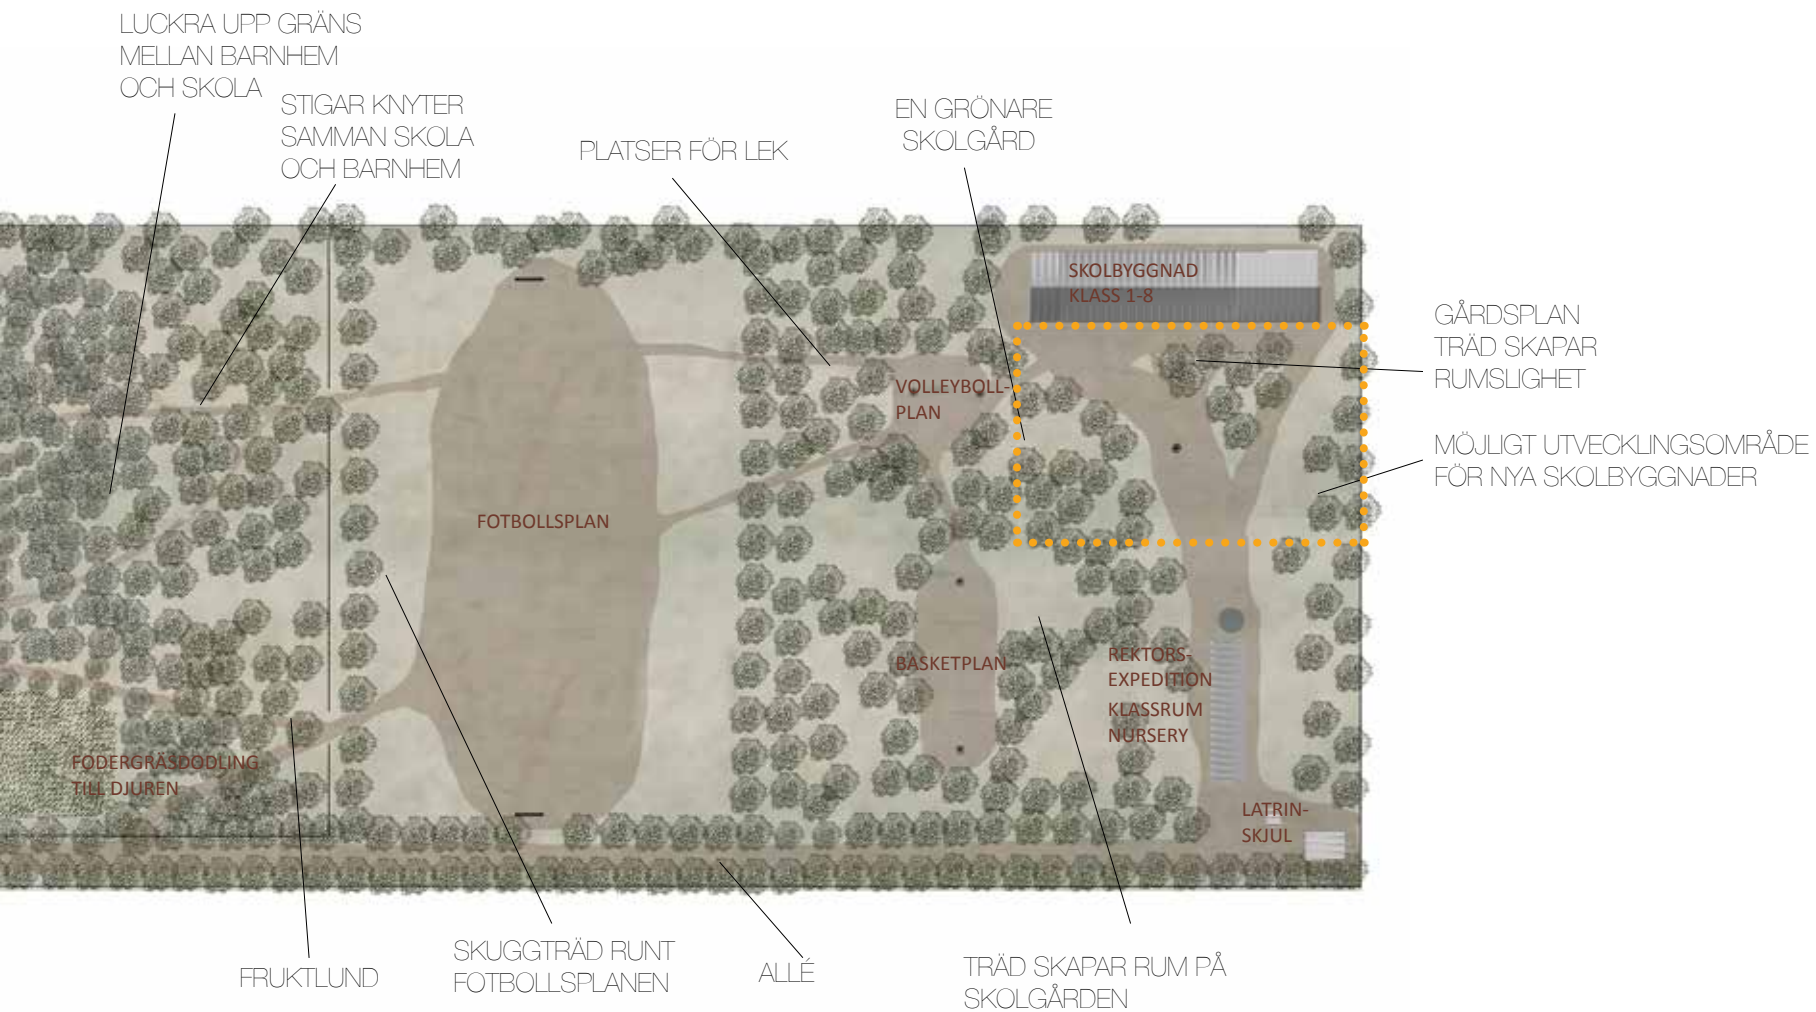 LUCKRA UPP GRÄNS
MELLAN BARNHEM
OCH SKOLA
STIGAR KNYTER
SAMMAN SKOLA
OCH BARNHEM
PLATSER FÖR LEK
EN GRÖNARE
SKOLGÅRD
SKOLBYGGNAD
KLASS 1-8
GÅRDSPLAN
TRÄD SKAPAR
RUMSLIGHET
VOLLEYBOLL-
PLAN
MÖJLIGT UTVECKLINGSOMRÅDE
FÖR NYA SKOLBYGGNADER
FOTBOLLSPLAN
BASKETPLAN
REKTORS-
EXPEDITION
KLASSRUM
NURSERY
FODERGRÄSODLING
TILL DJUREN
LATRIN-
SKJUL
FRUKTLUND
SKUGGTRÄD RUNT
FOTBOLLSPLANEN
ALLÉ
TRÄD SKAPAR RUM PÅ
SKOLGÅRDEN